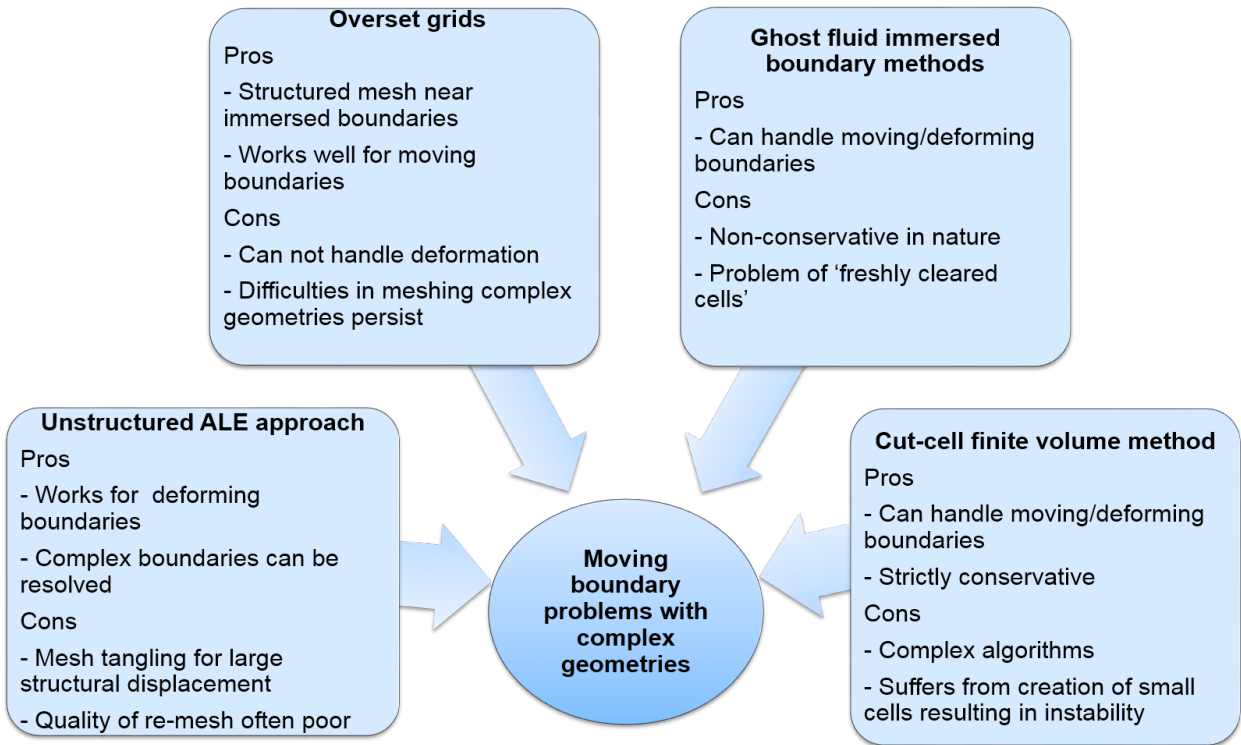 Overset grids
Pros
- Structured mesh near
immersed boundaries
- Works well for moving
boundaries
Cons
- Can not handle deformation
- Difficulties in meshing complex
geometries persist
Ghost fluid immersed
boundary methods
Pros
- Can handle moving/deforming
boundaries
Cons
- Non-conservative in nature
- Problem of ‘freshly cleared
cells’
Unstructured ALE approach
Pros
- Works for deforming
boundaries
- Complex boundaries can be
resolved
Cons
- Mesh tangling for large
structural displacement
- Quality of re-mesh often poor
Moving
boundary
problems with
complex
geometries
Cut-cell finite volume method
Pros
- Can handle moving/deforming
boundaries
- Strictly conservative
Cons
- Complex algorithms
- Suffers from creation of small
cells resulting in instability